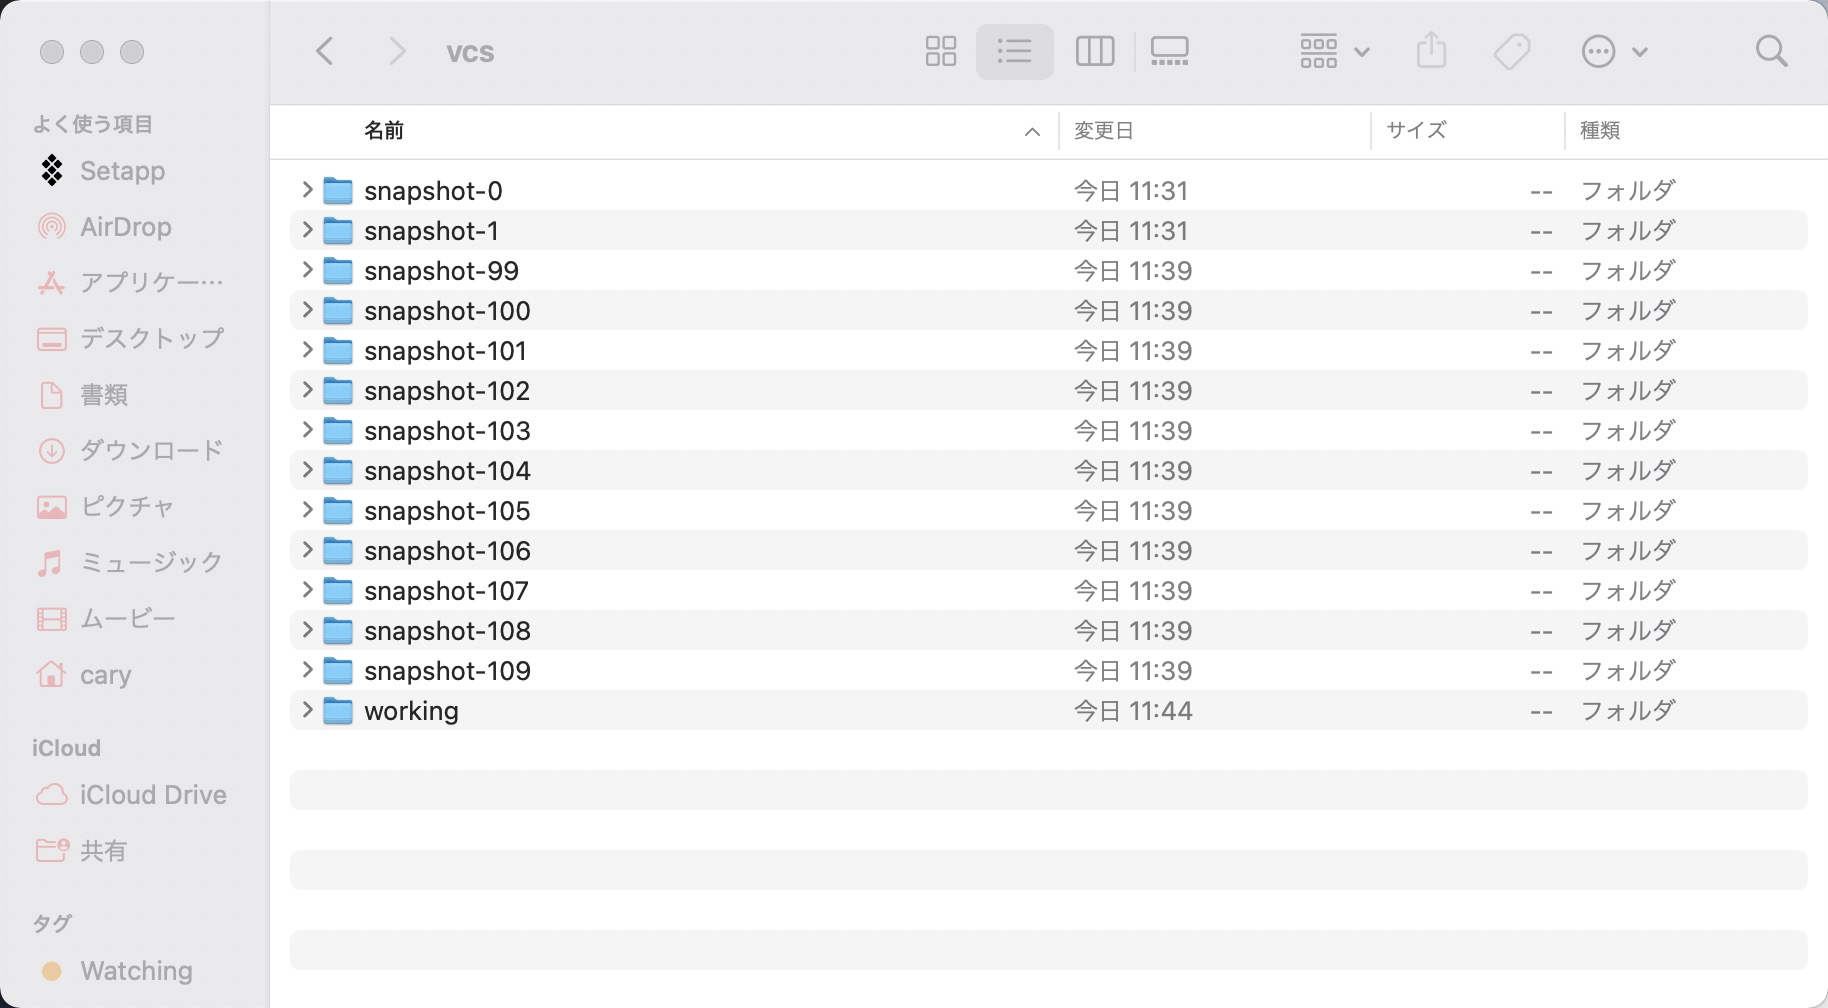 vcs
よく使う項目
Setapp
AirDrop
アプリケー…
デスクトップ
書類
ダウンロード
ピクチャ
ミュージック
ムービー
cary
iCloud
iCloud Drive
共有
タグ
Watching
名前 変更日 サイズ 種類
snapshot-0 今日 11:31 -- フォルダ
snapshot-1 今日 11:31 -- フォルダ
snapshot-99 今日 11:39 -- フォルダ
snapshot-100 今日 11:39 -- フォルダ
snapshot-101 今日 11:39 -- フォルダ
snapshot-102 今日 11:39 -- フォルダ
snapshot-103 今日 11:39 -- フォルダ
snapshot-104 今日 11:39 -- フォルダ
snapshot-105 今日 11:39 -- フォルダ
snapshot-106 今日 11:39 -- フォルダ
snapshot-107 今日 11:39 -- フォルダ
snapshot-108 今日 11:39 -- フォルダ
snapshot-109 今日 11:39 -- フォルダ
working 今日 11:44 -- フォルダ